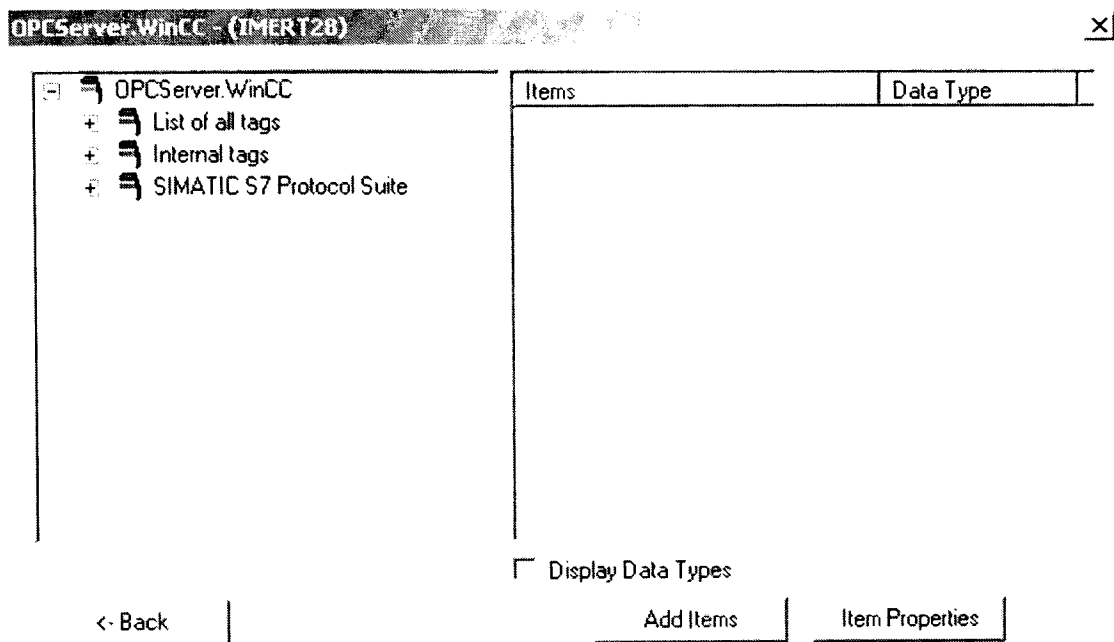 OPCServer.WinCC - (IMERT28)
OPCServer.WinCC
List of all tags
Internal tags
SIMATIC S7 Protocol Suite
Items Data Type
Display Data Types
<- Back Add Items Item Properties